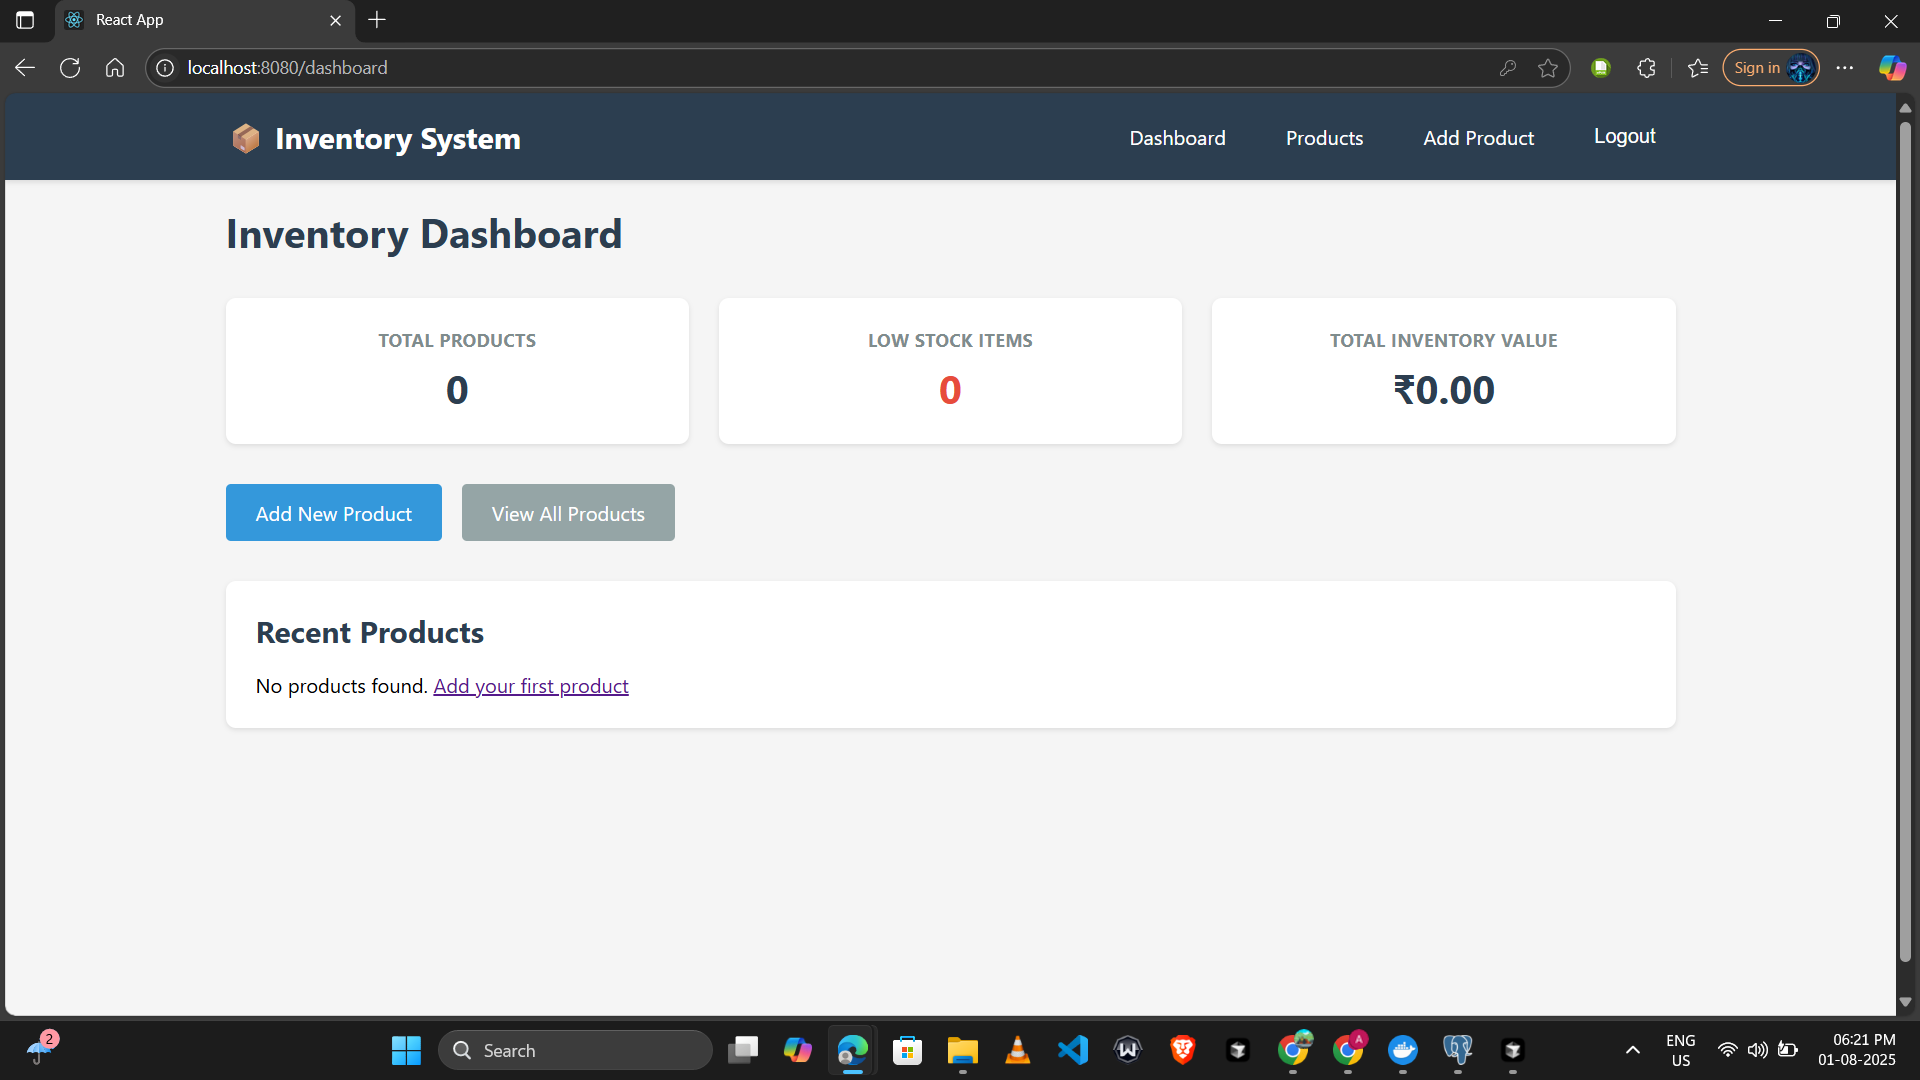 React App
localhost:8080/dashboard
Sign in
Inventory System
Dashboard
Products
Add Product
Logout
Inventory Dashboard
TOTAL PRODUCTS
0
LOW STOCK ITEMS
0
TOTAL INVENTORY VALUE
₹0.00
Add New Product
View All Products
Recent Products
No products found. Add your first product
2
Search
A
ENG
US
06:21 PM
01-08-2025